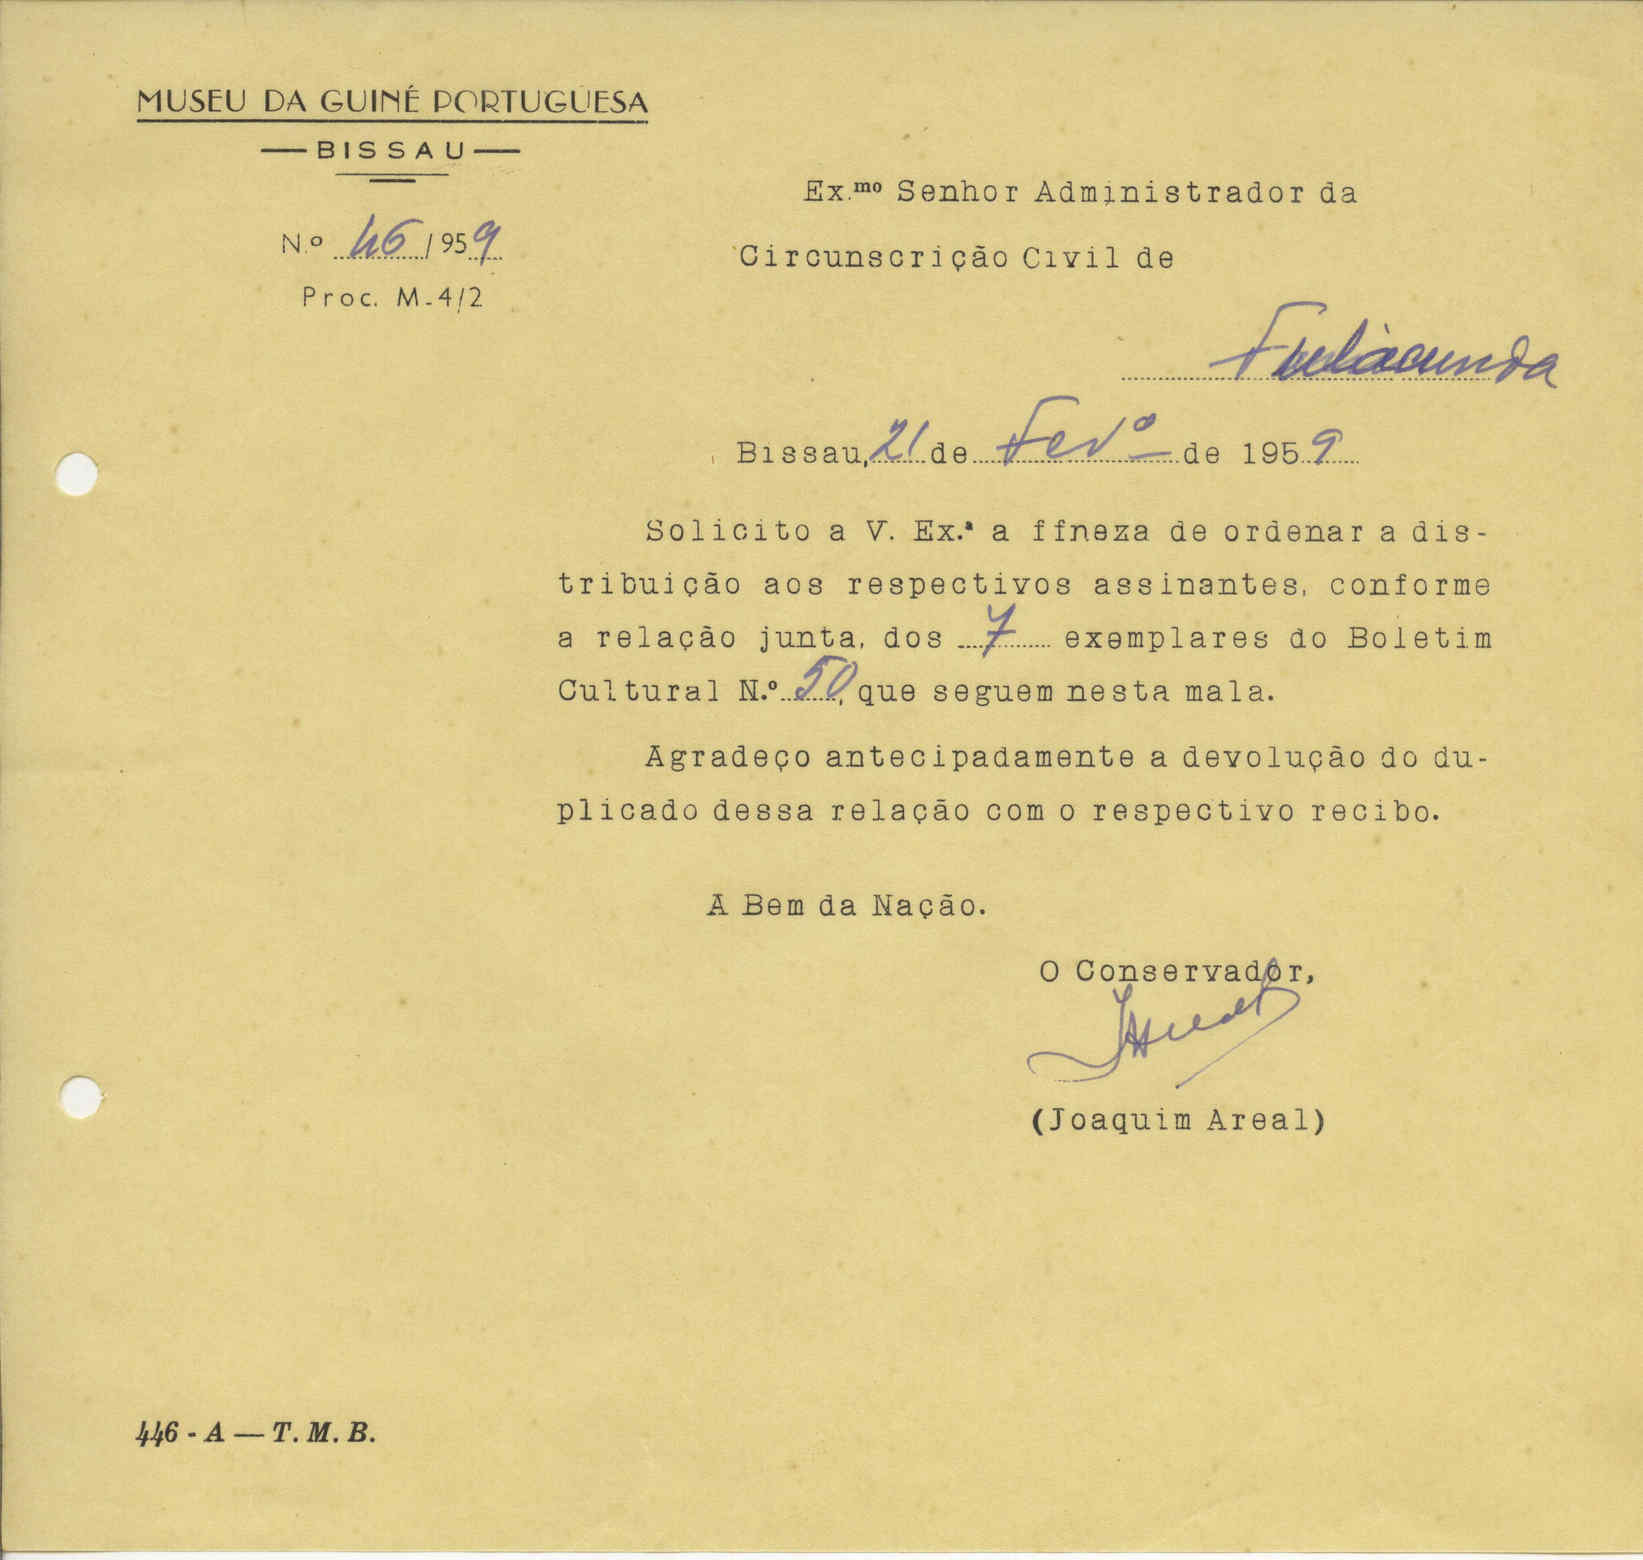 MUSEU DA GUINÉ PORTUGUESA
BISSAU
N.º 46/959
Proc. M-4/2
Ex.mo Senhor Administrador da
Circunscrição Civil de
Fulacunda
Bissau, 21 de Fevº de 1959
Solicito a V. Ex.ª a ffneza de ordenar a dis-
tribuição aos respectivos assinantes, conforme
a relação junta, dos 7 exemplares do Boletim
Cultural N.º 50, que seguem nesta mala.
Agradeço antecipadamente a devolução do du-
plicado dessa relação com o respectivo recibo.
A Bem da Nação.
O Conservador,
(Joaquim Areal)
446 - A — T. M. B.